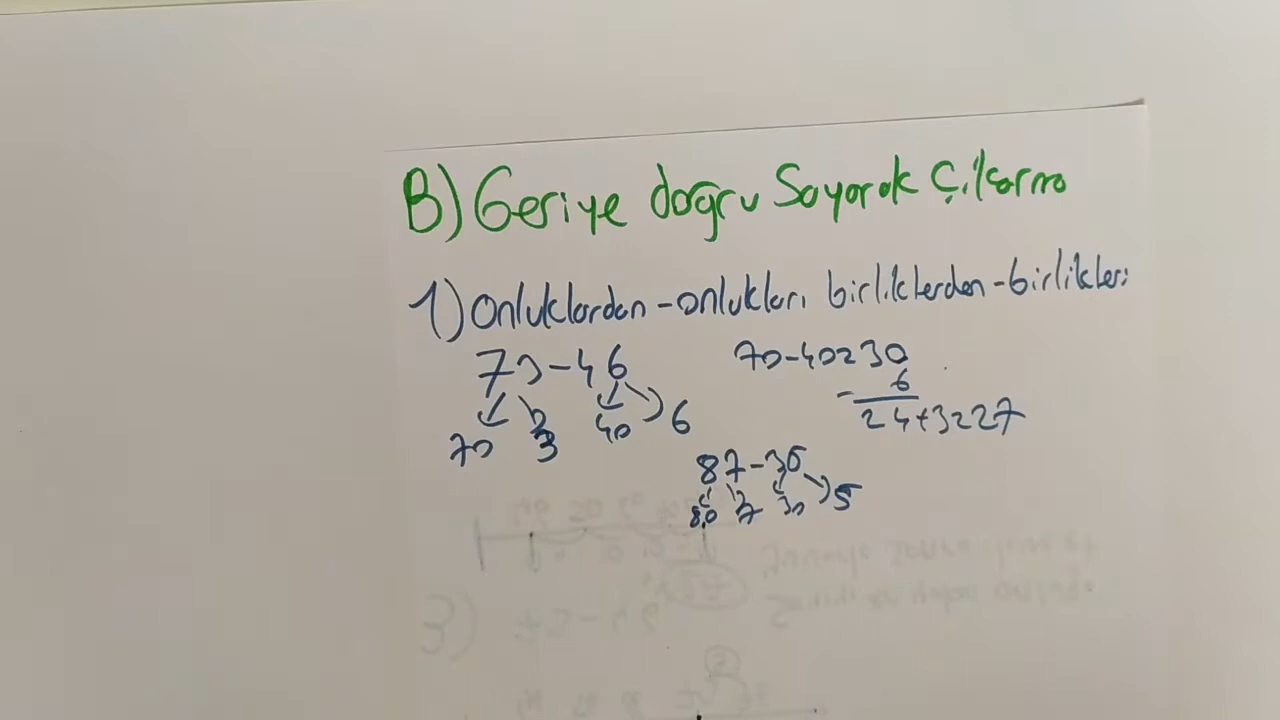 B) Geriye doğru Sayarak Çıkarma
1) Onluklardan-onlukları birliklerden-birlikleri
73-46
70 3 40 6
70-40=30
- 6
24+3=27
87-35
80 7 30 5
3)